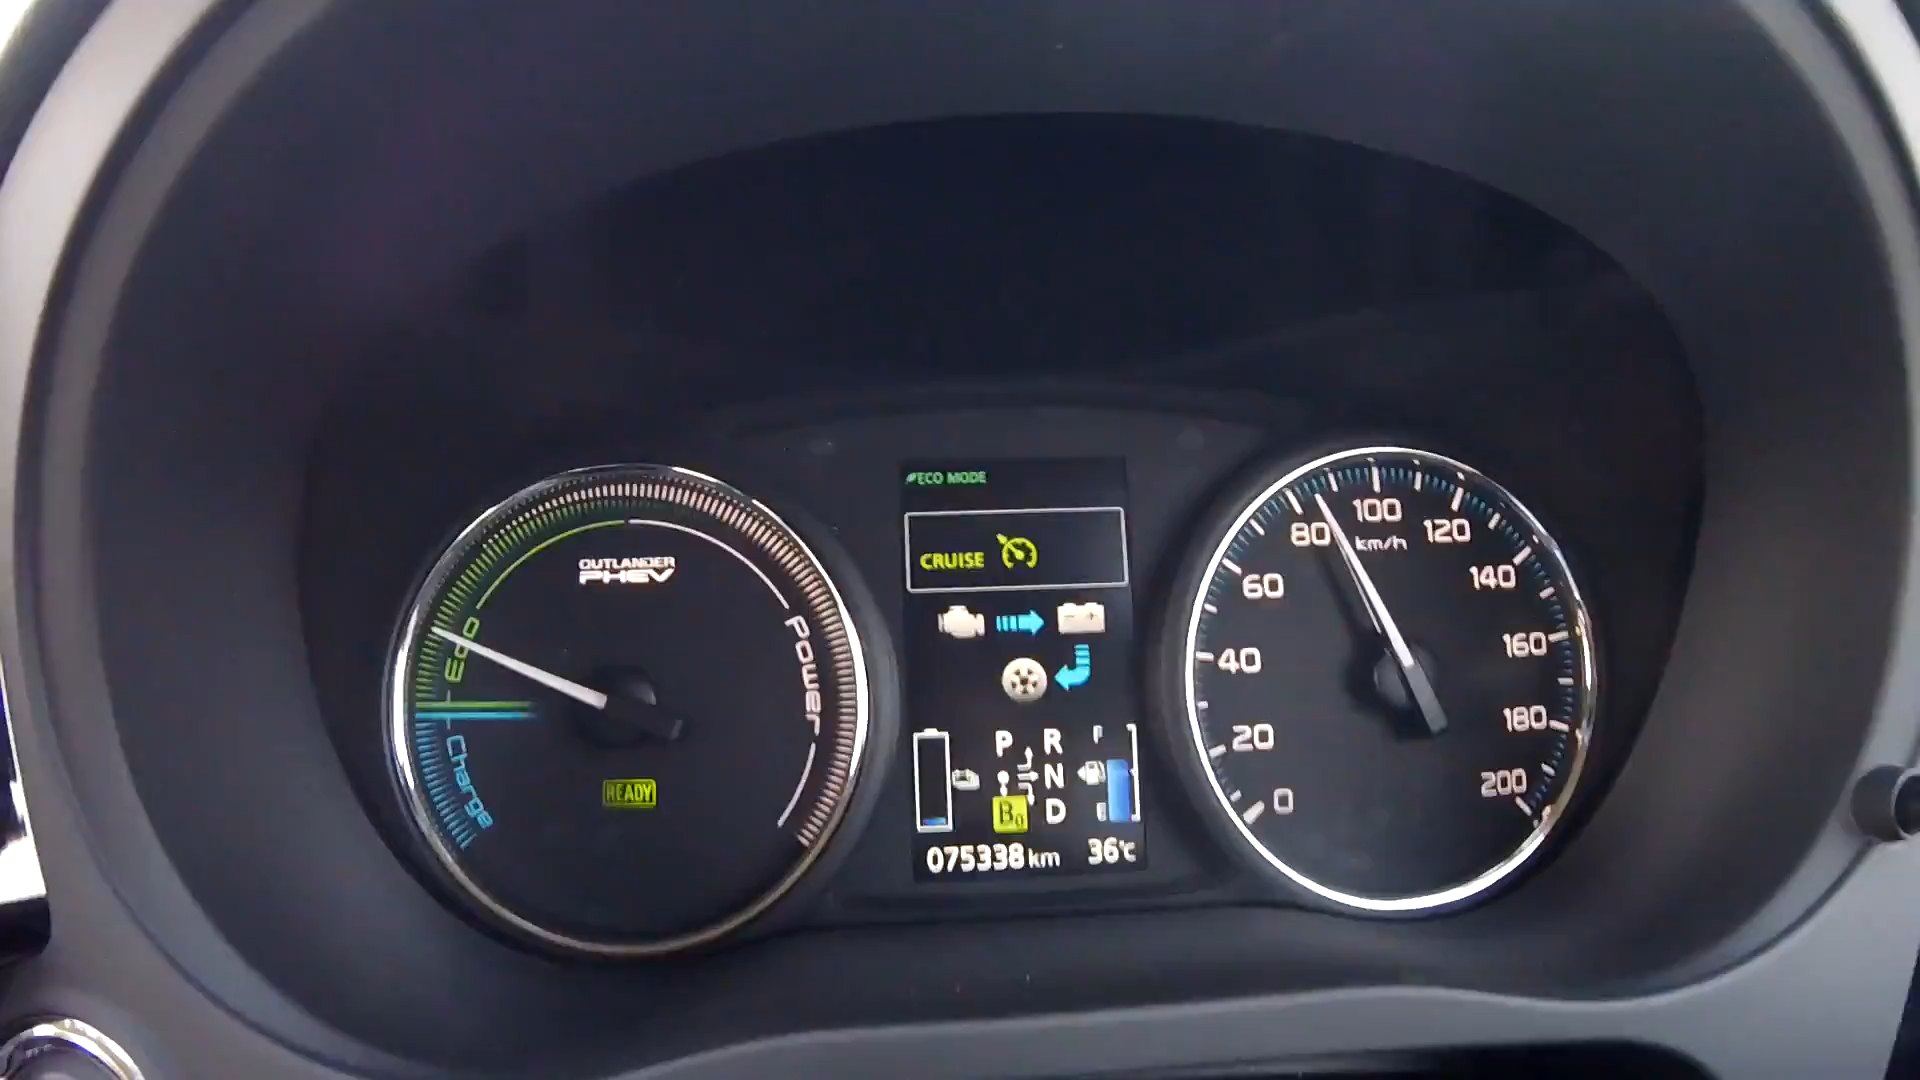 OUTLANDER
PHEV
Eco
Charge
Power
READY
ECO MODE
CRUISE
P R
N
B0 D
F
E
075338 km 36°C
0
20
40
60
80
100
120
140
160
180
200
km/h